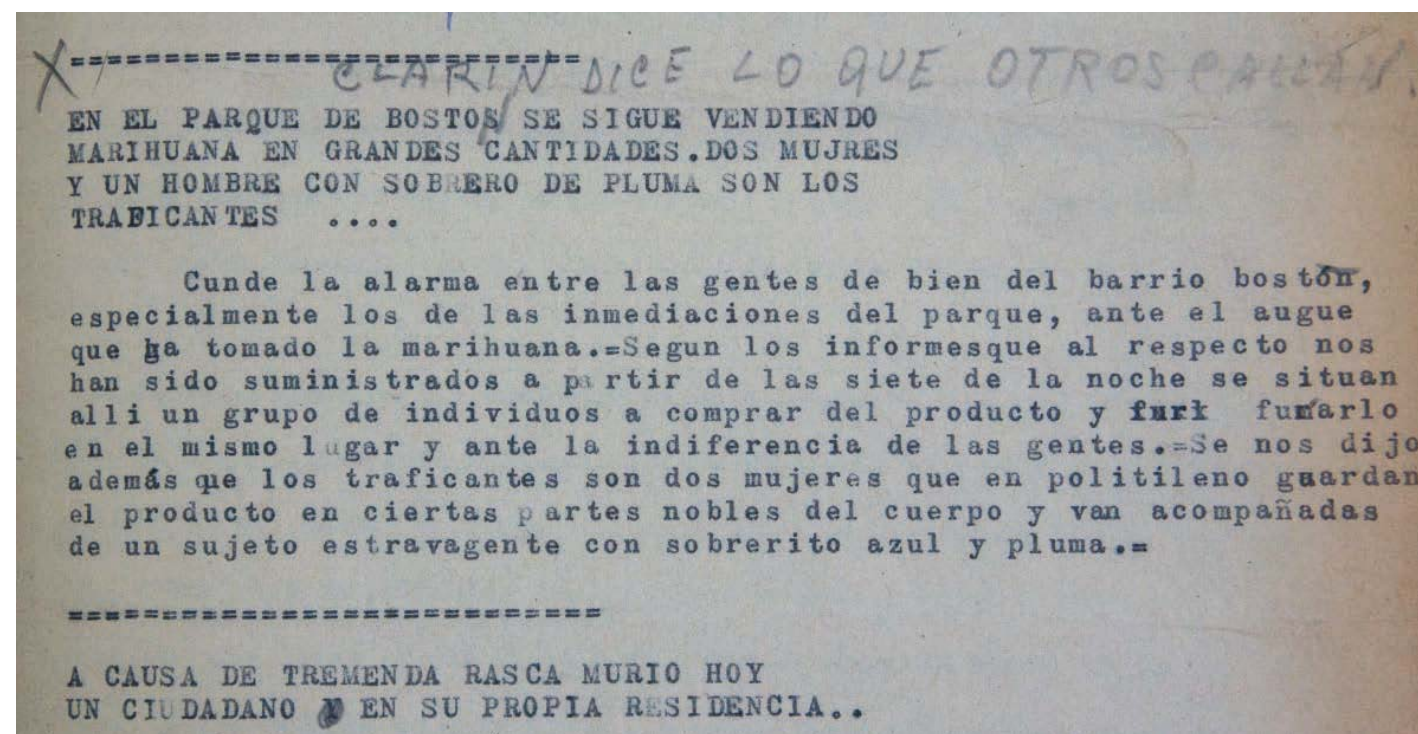 X ============================
CLARIN DICE LO QUE OTROS CALLAN.
EN EL PARQUE DE BOSTON SE SIGUE VENDIENDO
MARIHUANA EN GRANDES CANTIDADES.DOS MUJRES
Y UN HOMBRE CON SOBRERO DE PLUMA SON LOS
TRAFICANTES ....
Cunde la alarma entre las gentes de bien del barrio bostón,
especialmente los de las inmediaciones del parque, ante el augue
que ha tomado la marihuana.=Segun los informesque al respecto nos
han sido suministrados a partir de las siete de la noche se situan
alli un grupo de individuos a comprar del producto y fumarlo
en el mismo lugar y ante la indiferencia de las gentes.=Se nos dijo
además que los traficantes son dos mujeres que en politileno guardan
el producto en ciertas partes nobles del cuerpo y van acompañadas
de un sujeto estravagente con sobrerito azul y pluma.=
============================
A CAUSA DE TREMENDA RASCA MURIO HOY
UN CIUDADANO EN SU PROPIA RESIDENCIA..